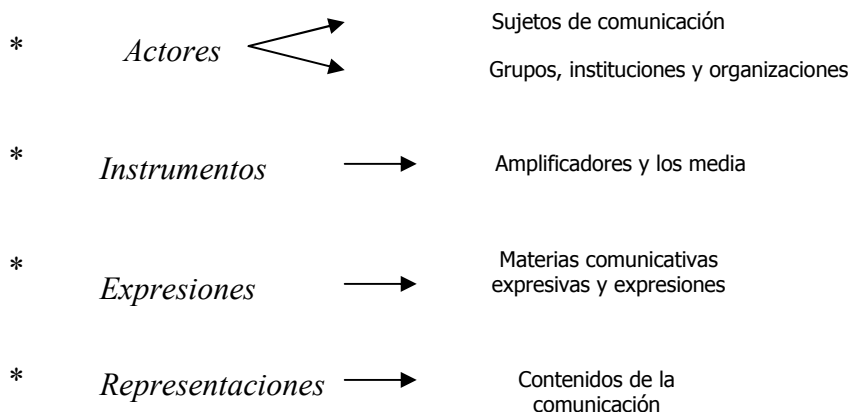 * Actores
Sujetos de comunicación
Grupos, instituciones y organizaciones
* Instrumentos
Amplificadores y los media
* Expresiones
Materias comunicativas
expresivas y expresiones
* Representaciones
Contenidos de la
comunicación